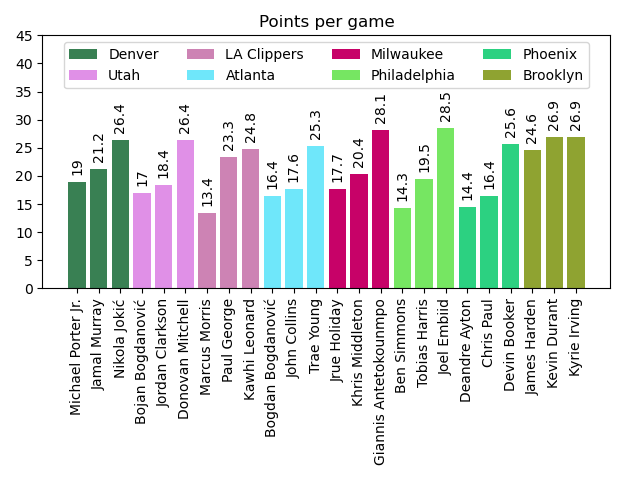 Points per game
45
40
35
30
25
20
15
10
5
0
Denver
Utah
LA Clippers
Atlanta
Milwaukee
Philadelphia
Phoenix
Brooklyn
19
21.2
26.4
17
18.4
26.4
13.4
23.3
24.8
16.4
17.6
25.3
17.7
20.4
28.1
14.3
19.5
28.5
14.4
16.4
25.6
24.6
26.9
26.9
Michael Porter Jr.
Jamal Murray
Nikola Jokić
Bojan Bogdanović
Jordan Clarkson
Donovan Mitchell
Marcus Morris
Paul George
Kawhi Leonard
Bogdan Bogdanović
John Collins
Trae Young
Jrue Holiday
Khris Middleton
Giannis Antetokounmpo
Ben Simmons
Tobias Harris
Joel Embiid
Deandre Ayton
Chris Paul
Devin Booker
James Harden
Kevin Durant
Kyrie Irving